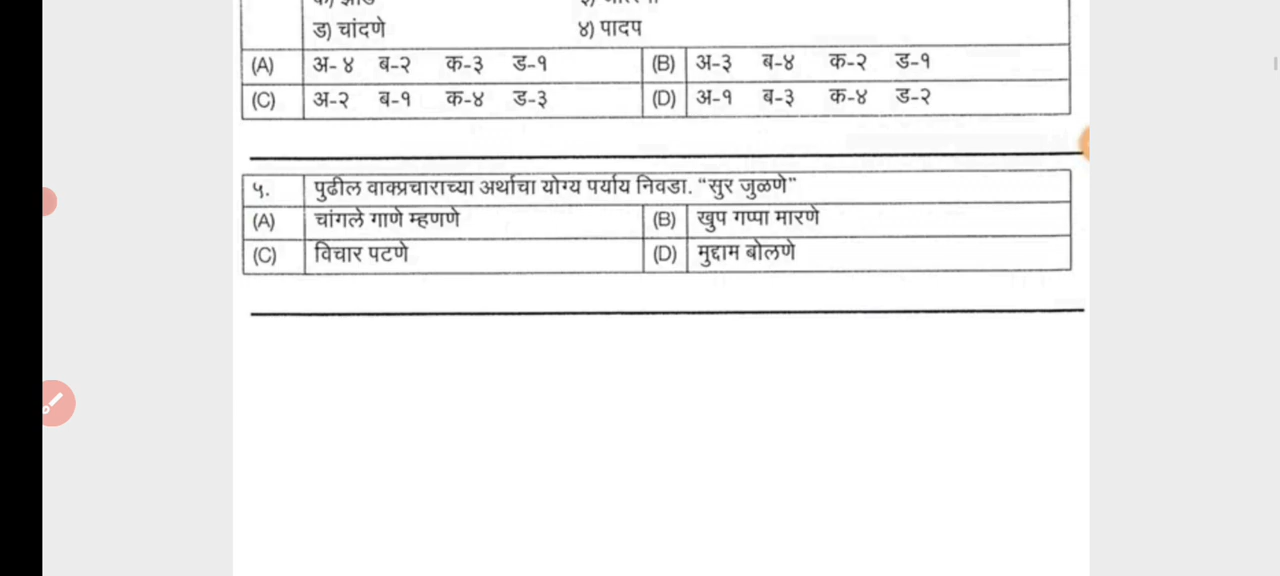 ड) चांदणे ४) पादप
(A) अ- ४ ब-२ क-३ ड-१ (B) अ-३ ब-४ क-२ ड-१
(C) अ-२ ब-१ क-४ ड-३ (D) अ-१ ब-३ क-४ ड-२
५. पुढील वाक्प्रचाराच्या अर्थाचा योग्य पर्याय निवडा. “सुर जुळणे”
(A) चांगले गाणे म्हणणे (B) खुप गप्पा मारणे
(C) विचार पटणे (D) मुद्दाम बोलणे